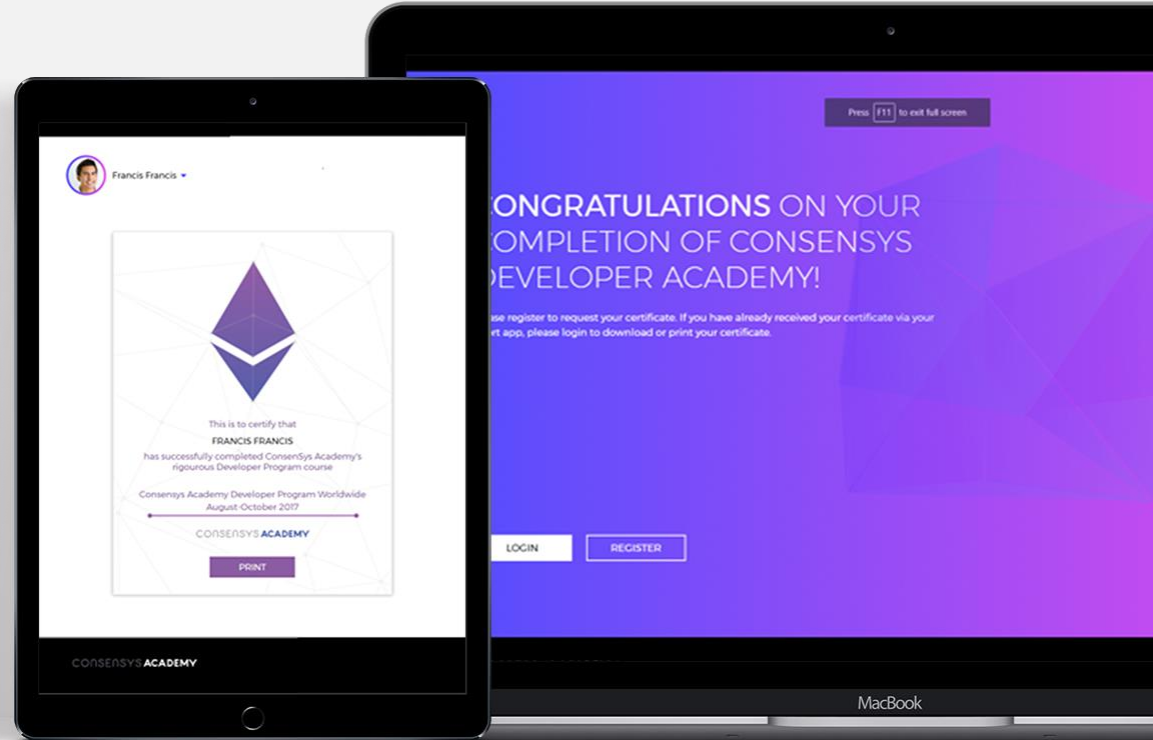 Francis Francis
This is to certify that
FRANCIS FRANCIS
has successfully completed ConsenSys Academy's
rigourous Developer Program course
Consensys Academy Developer Program Worldwide
August-October 2017
CONSENSYS ACADEMY
PRINT
CONSENSYS ACADEMY
Press F11 to exit full screen
ONGRATULATIONS ON YOUR
OMPLETION OF CONSENSYS
DEVELOPER ACADEMY!
ase register to request your certificate. If you have already received your certificate via your
rt app, please login to download or print your certificate.
LOGIN
REGISTER
MacBook